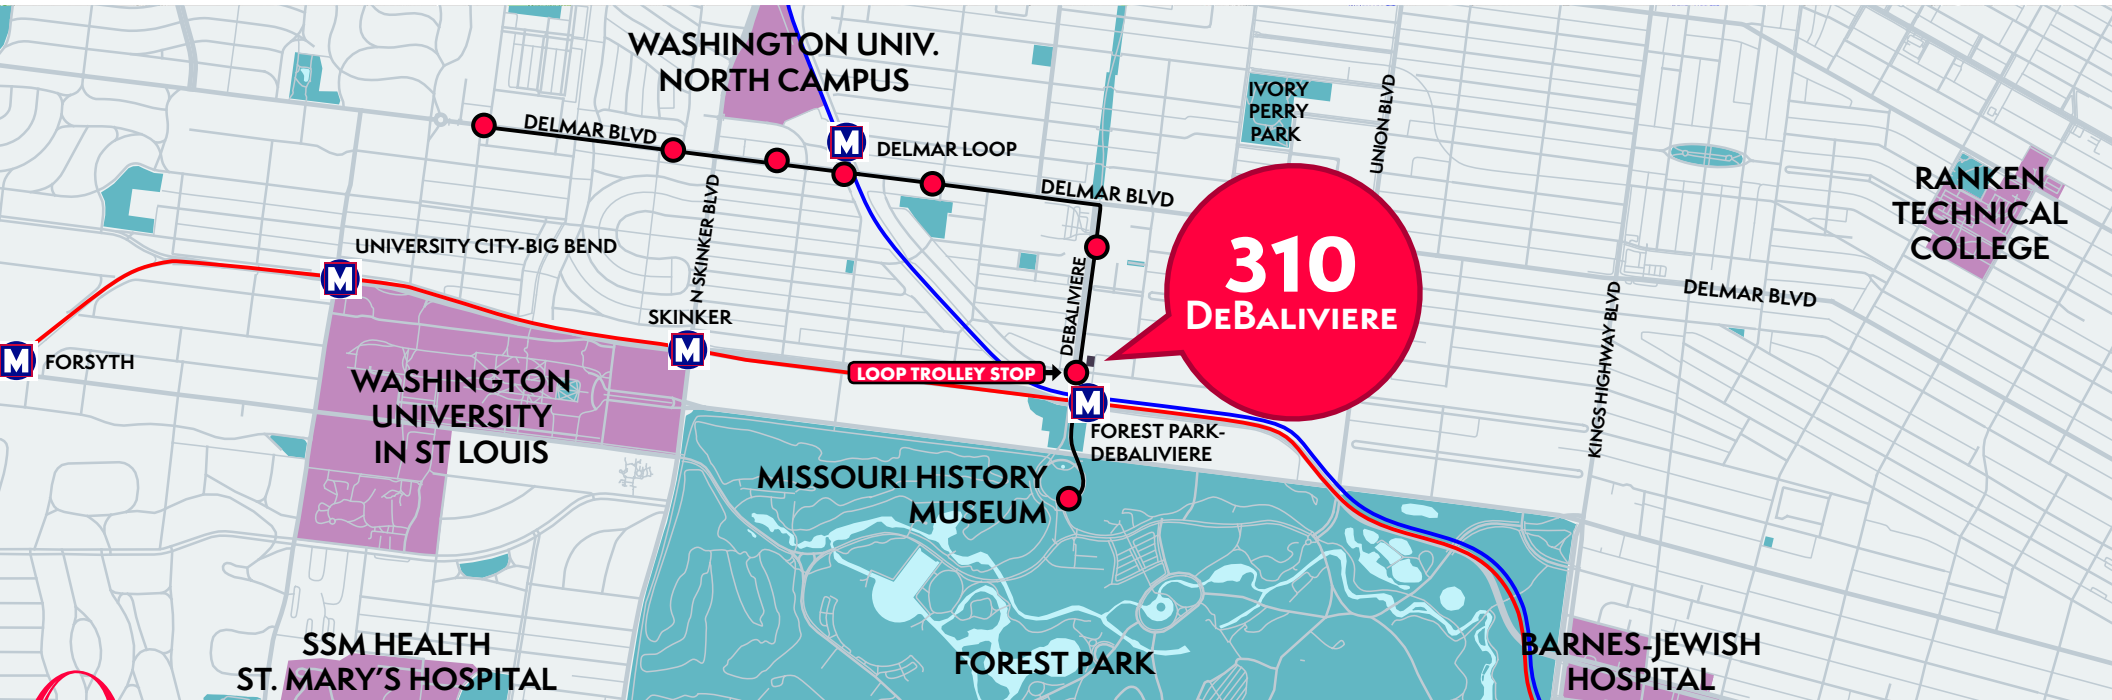 WASHINGTON UNIV.
NORTH CAMPUS
IVORY
PERRY
PARK
UNION BLVD
DELMAR BLVD
M
DELMAR LOOP
DELMAR BLVD
RANKEN
TECHNICAL
COLLEGE
N SKINKER BLVD
UNIVERSITY CITY-BIG BEND
M
310
DEBALIVIERE
DEBALIVIERE
DELMAR BLVD
KINGS HIGHWAY BLVD
SKINKER
M
M
FORSYTH
LOOP TROLLEY STOP
WASHINGTON
UNIVERSITY
IN ST LOUIS
M
FOREST PARK-
DEBALIVIERE
MISSOURI HISTORY
MUSEUM
SSM HEALTH
ST. MARY'S HOSPITAL
FOREST PARK
BARNES-JEWISH
HOSPITAL